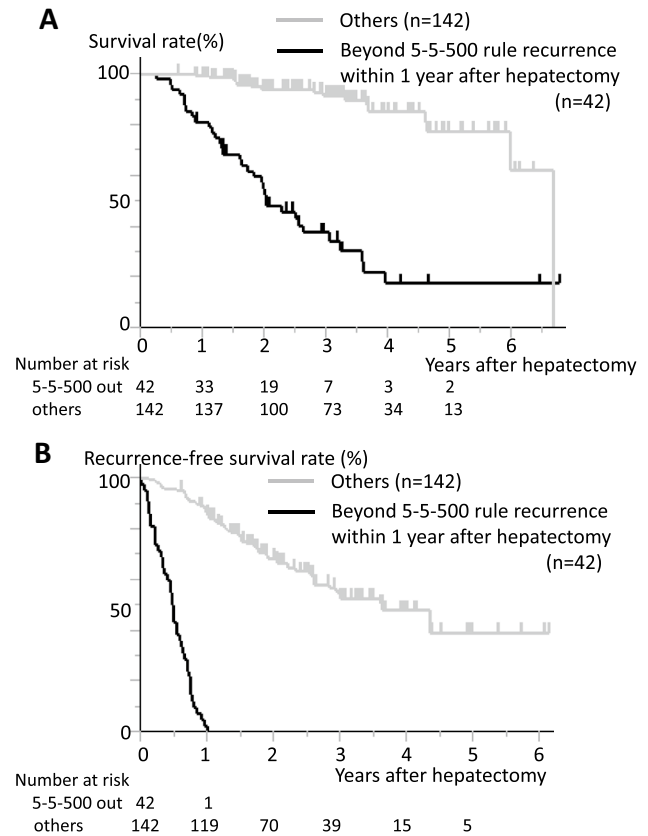 A
Survival rate(%)
Others (n=142)
Beyond 5-5-500 rule recurrence
within 1 year after hepatectomy
(n=42)
100
50
0
0 1 2 3 4 5 6
Years after hepatectomy
Number at risk
5-5-500 out 42 33 19 7 3 2
others 142 137 100 73 34 13
B
Recurrence-free survival rate (%)
Others (n=142)
Beyond 5-5-500 rule recurrence
within 1 year after hepatectomy
(n=42)
100
50
0
0 1 2 3 4 5 6
Years after hepatectomy
Number at risk
5-5-500 out 42 1
others 142 119 70 39 15 5